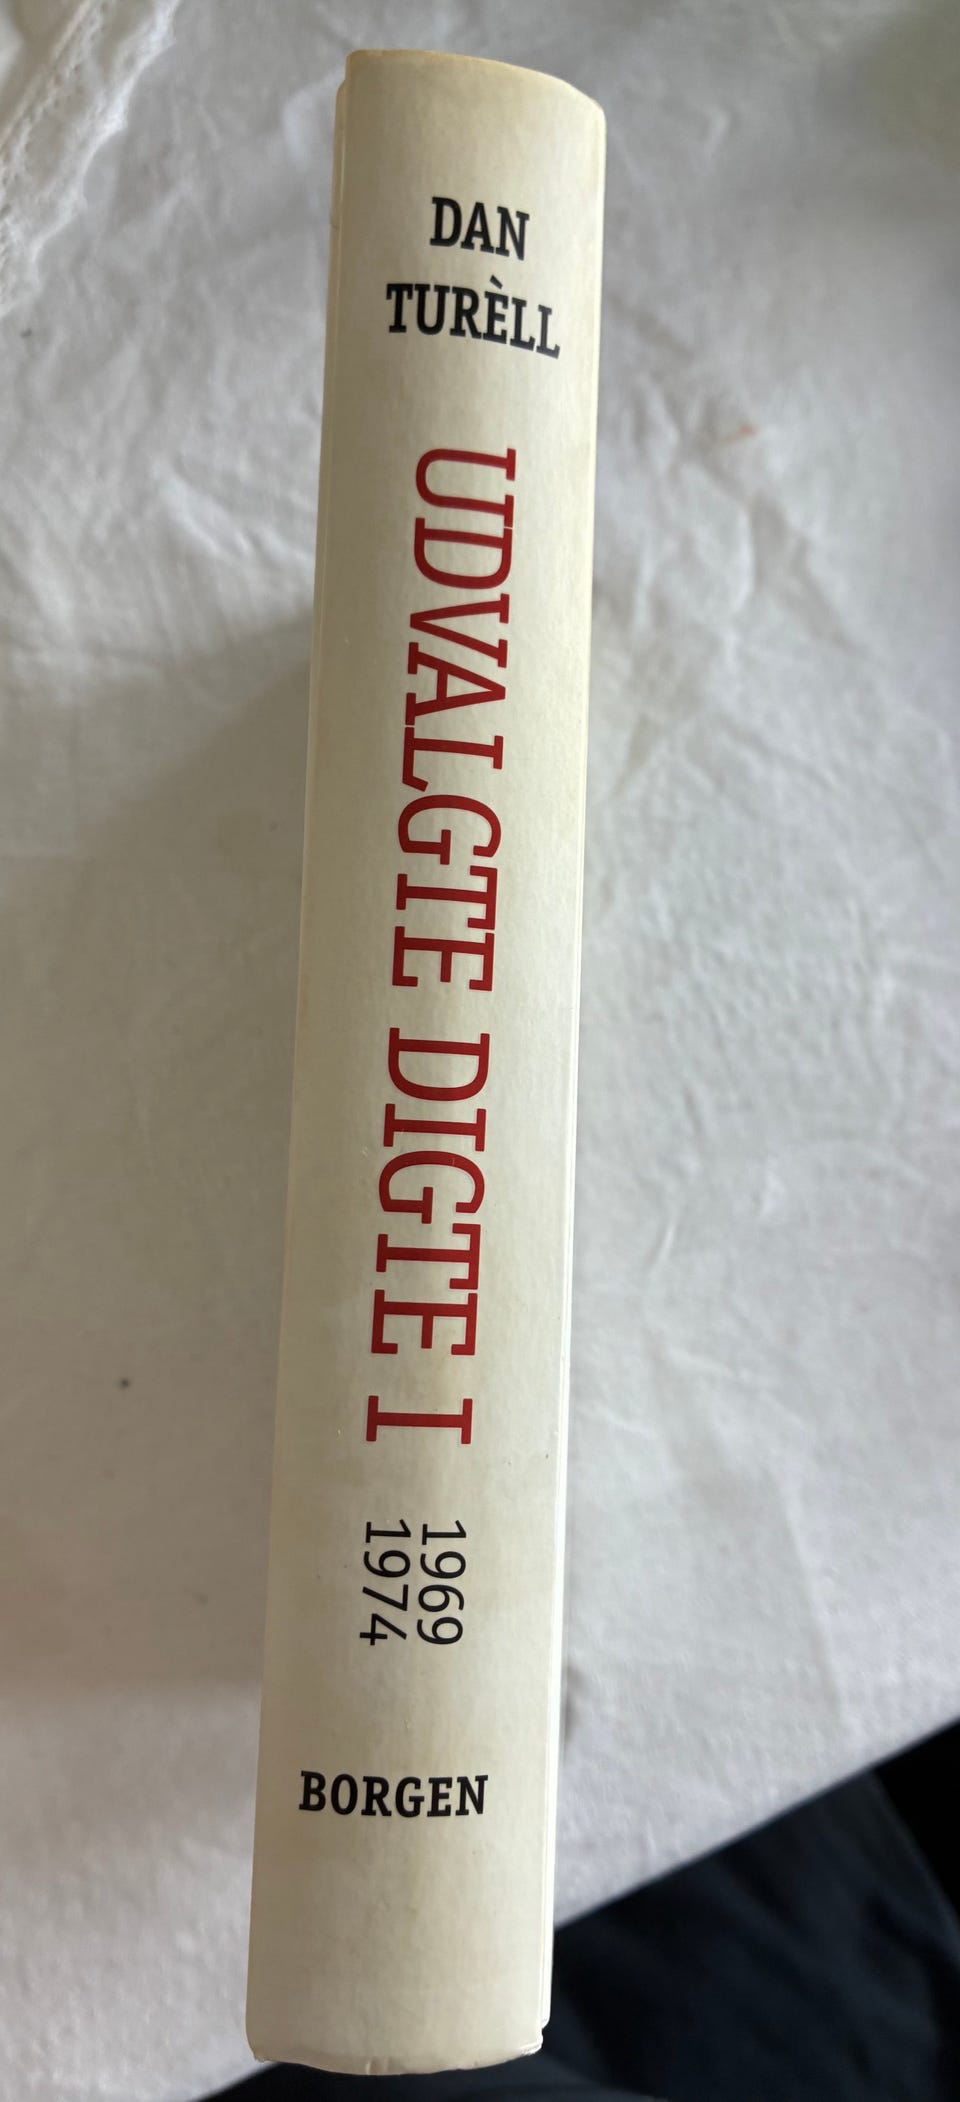 DAN
TURÈLL
UDVALGTE DIGTE I
1969
1974
BORGEN